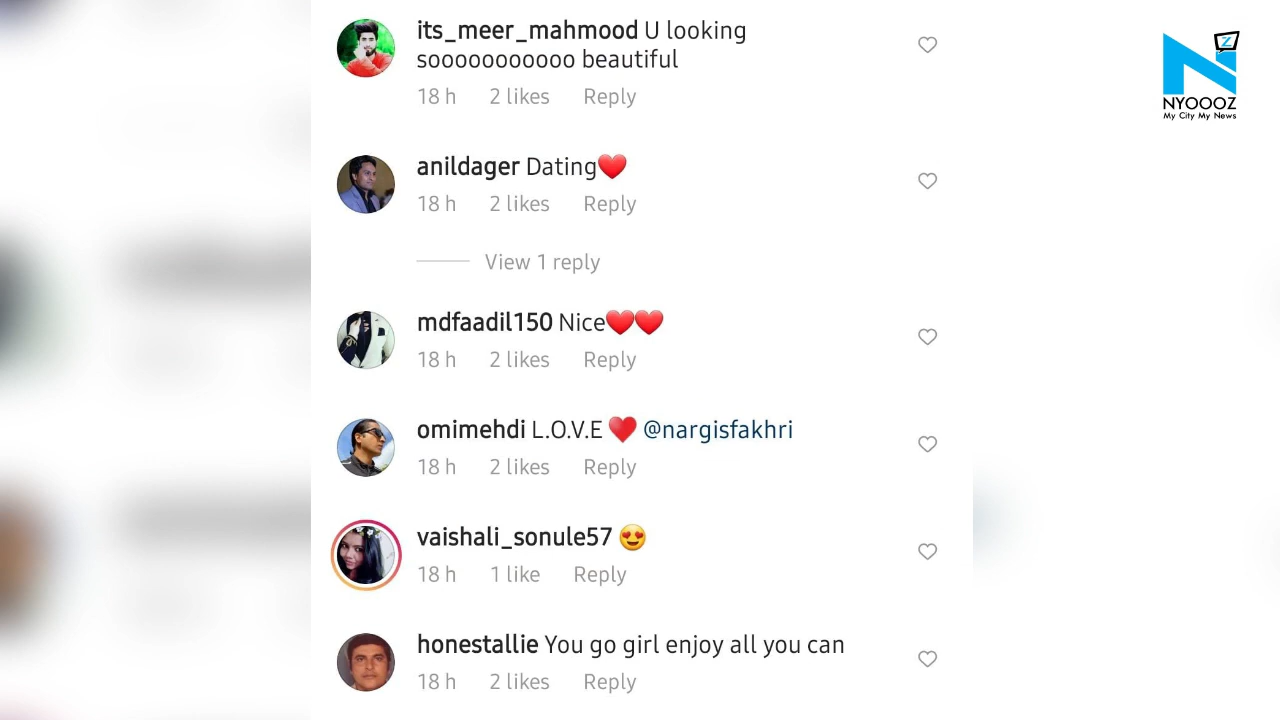 its_meer_mahmood U looking
sooooooooooo beautiful
18 h 2 likes Reply
anildager Dating❤️
18 h 2 likes Reply
View 1 reply
mdfaadil150 Nice❤️❤️
18 h 2 likes Reply
omimehdi L.O.V.E ♥️ @nargisfakhri
18 h 2 likes Reply
vaishali_sonule57 😍
18 h 1 like Reply
honestallie You go girl enjoy all you can
18 h 2 likes Reply
Z
NYOOOZ
My City My News